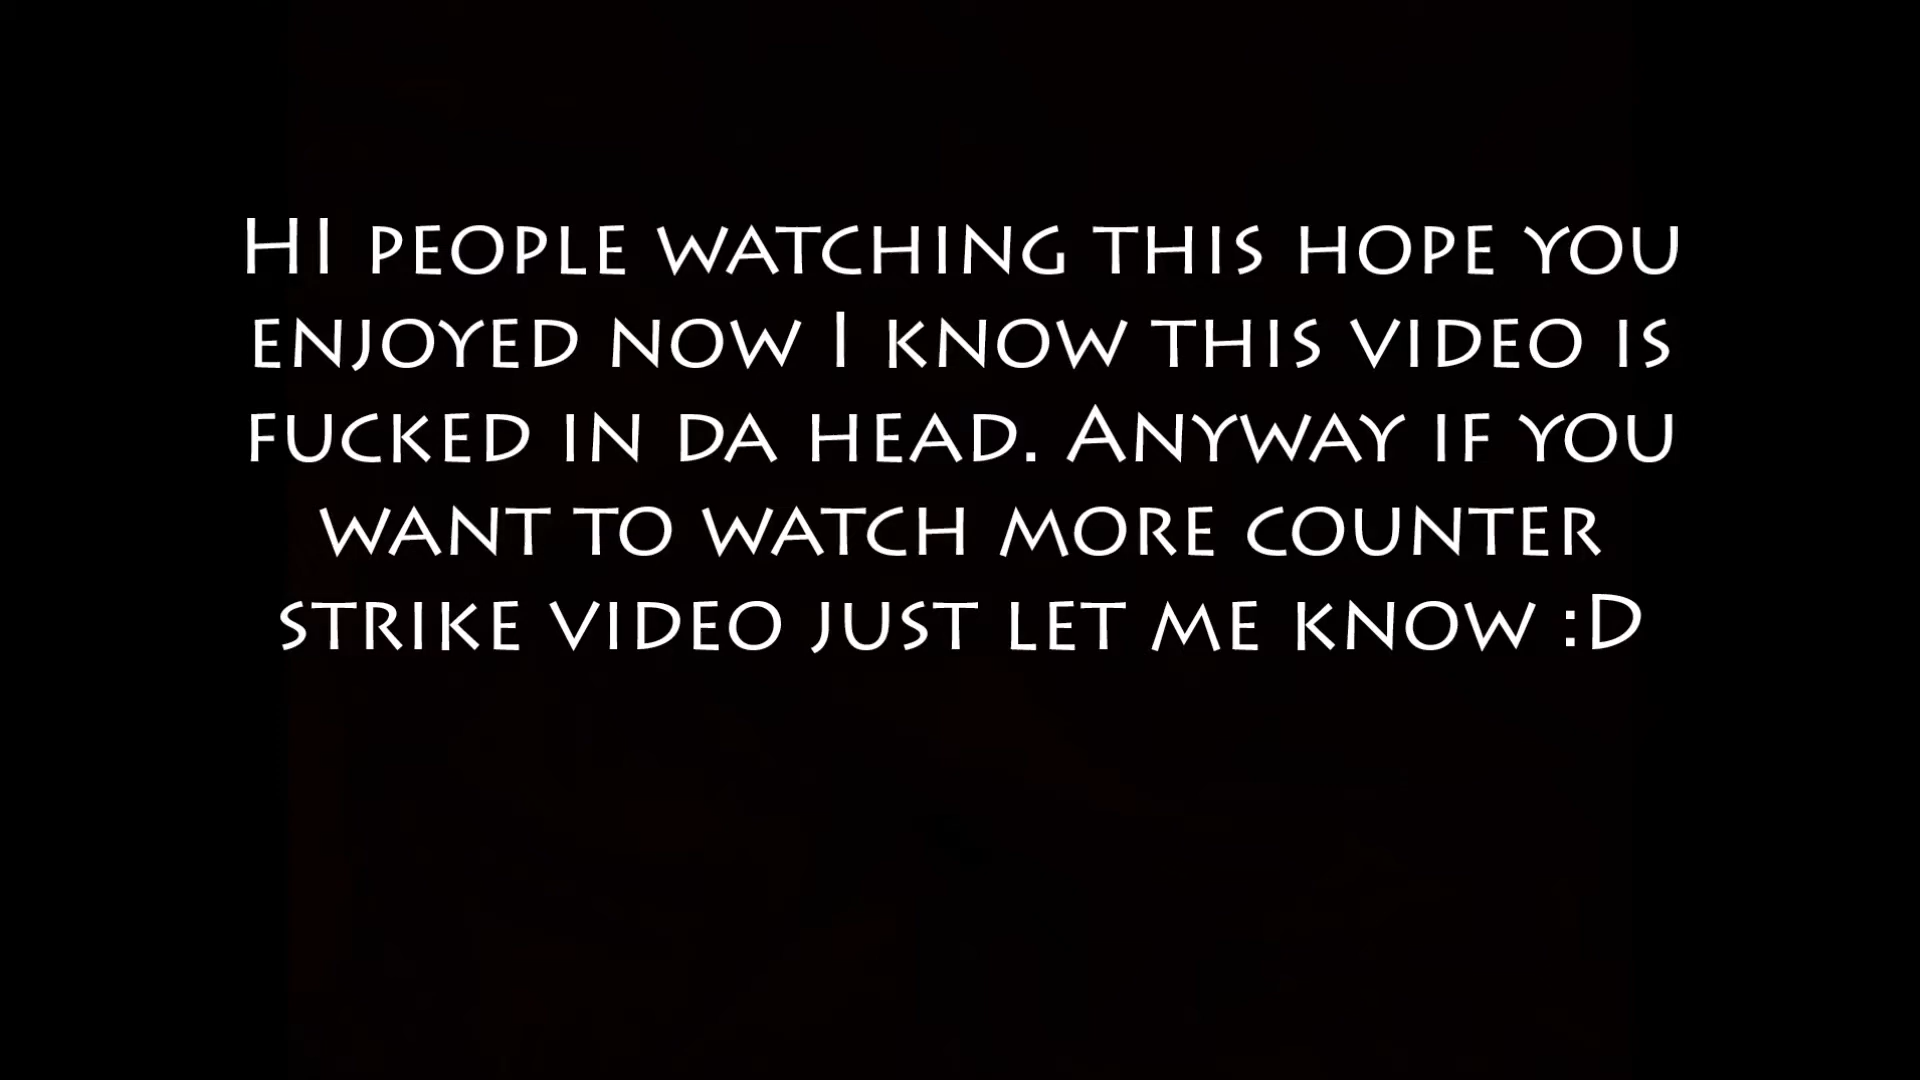 HI people watching this hope you
enjoyed now I know this video is
fucked in da head. Anyway if you
want to watch more counter
strike video just let me know :D